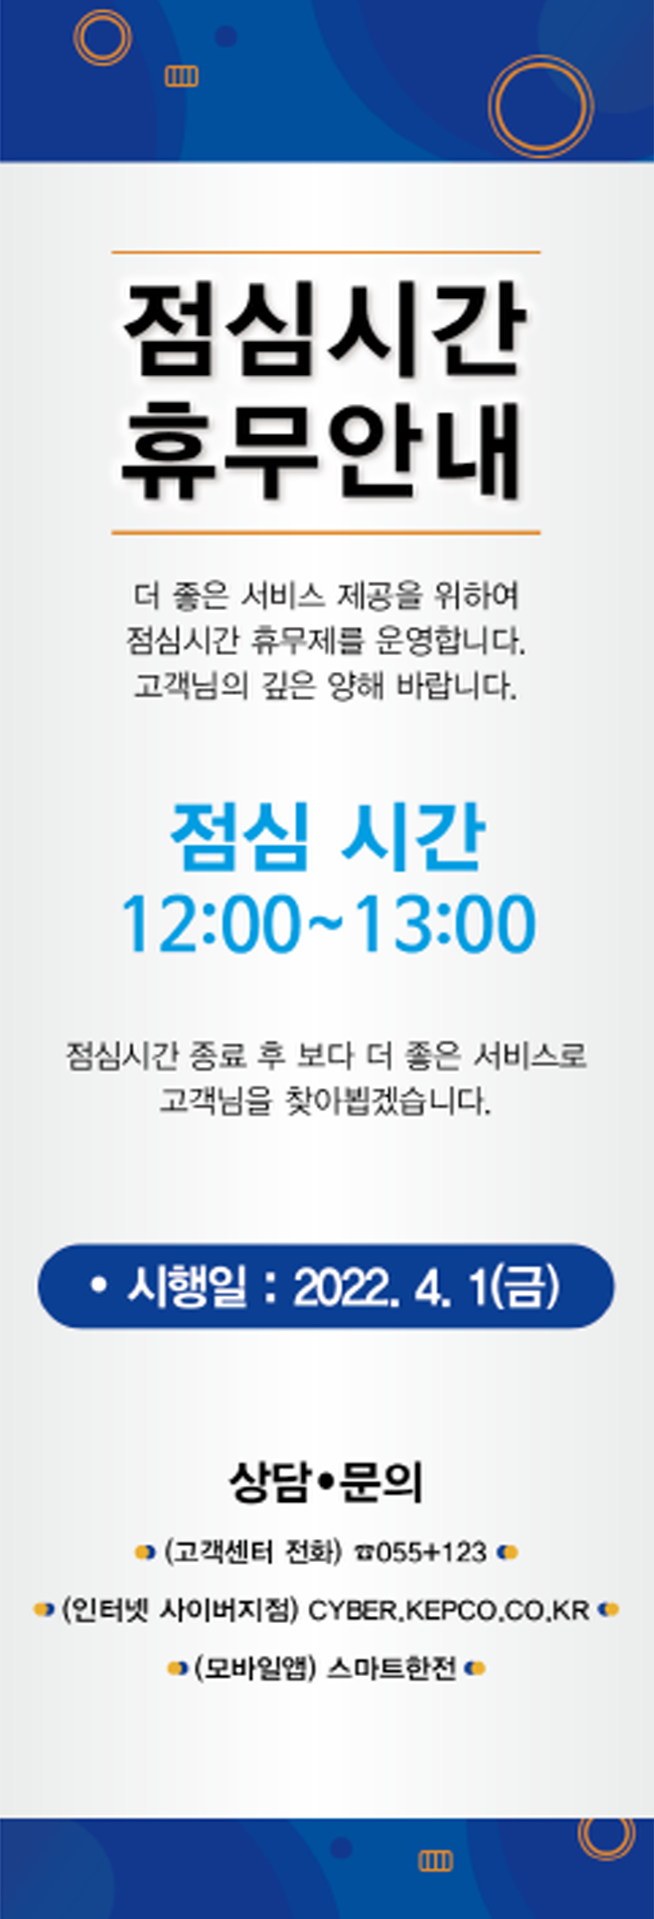 점심시간
휴무안내
더 좋은 서비스 제공을 위하여
점심시간 휴무제를 운영합니다.
고객님의 깊은 양해 바랍니다.
점심 시간
12:00~13:00
점심시간 종료 후 보다 더 좋은 서비스로
고객님을 찾아뵙겠습니다.
• 시행일 : 2022. 4. 1(금)
상담•문의
(고객센터 전화) ☎055+123
(인터넷 사이버지점) CYBER.KEPCO.CO.KR
(모바일앱) 스마트한전